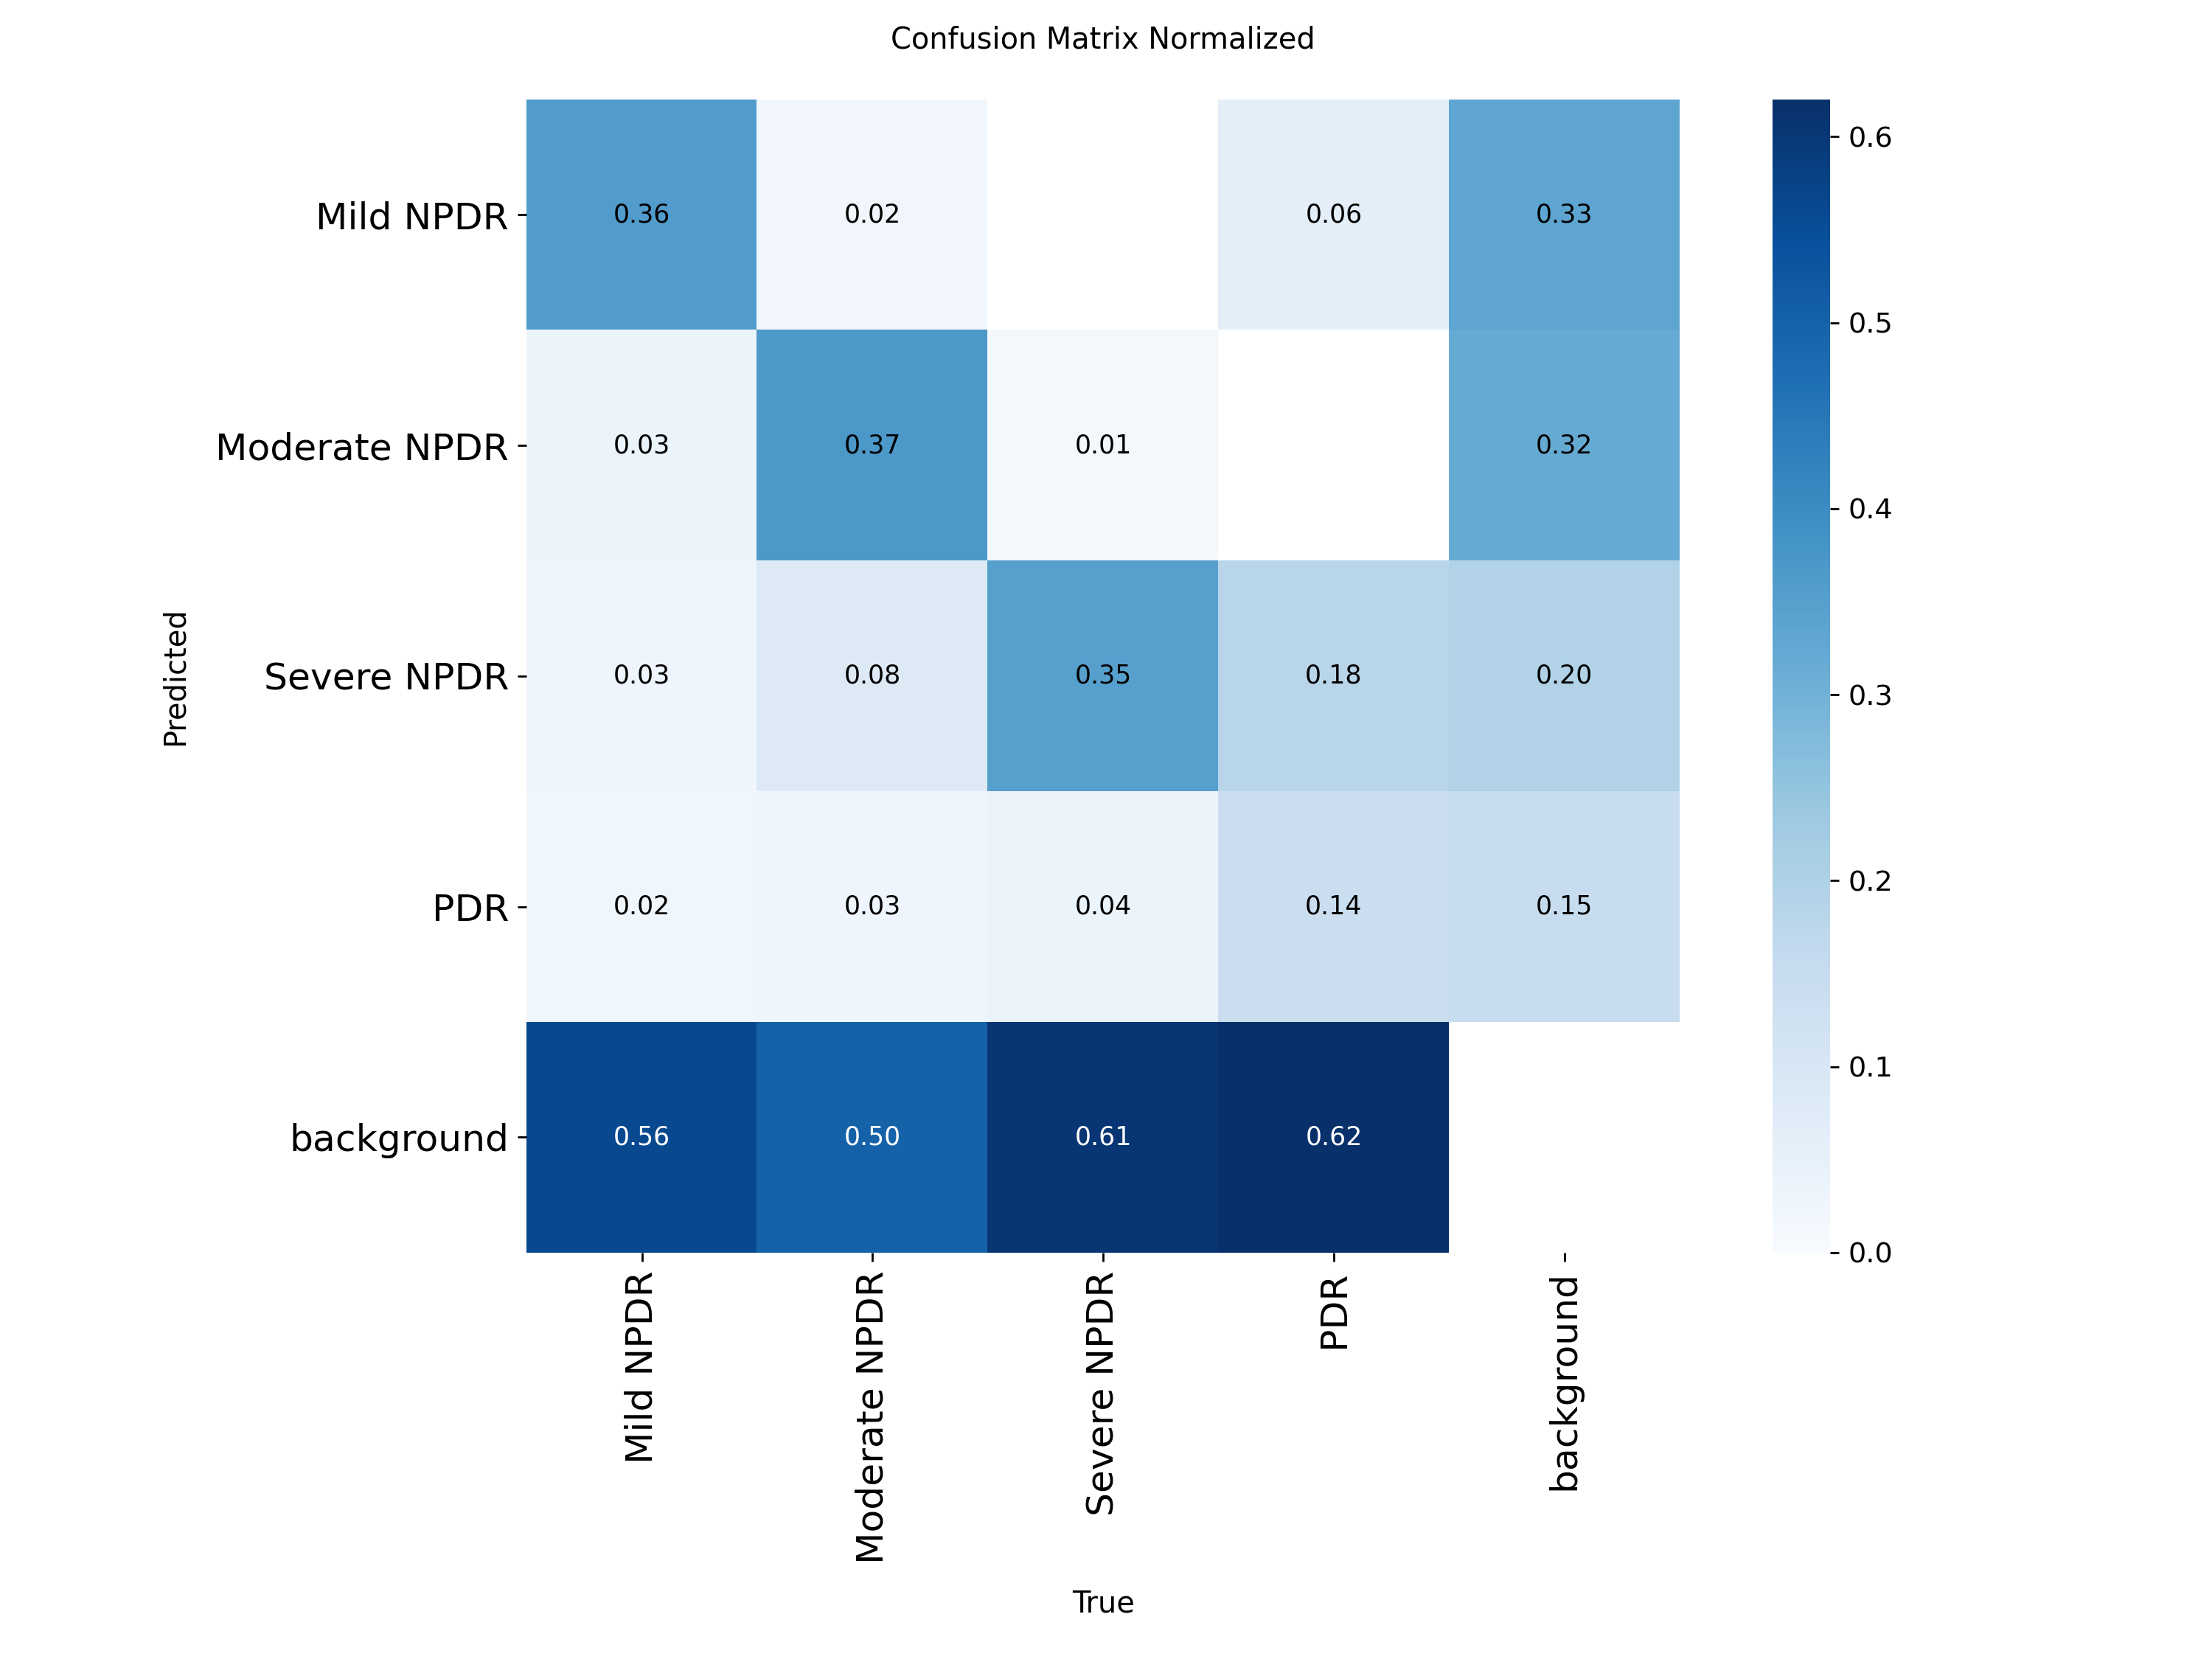 Confusion Matrix Normalized
Mild NPDR
0.36
0.02
0.06
0.33
Moderate NPDR
0.03
0.37
0.01
0.32
Severe NPDR
0.03
0.08
0.35
0.18
0.20
PDR
0.02
0.03
0.04
0.14
0.15
background
0.56
0.50
0.61
0.62
Predicted
Mild NPDR
Moderate NPDR
Severe NPDR
PDR
background
True
0.6
0.5
0.4
0.3
0.2
0.1
0.0